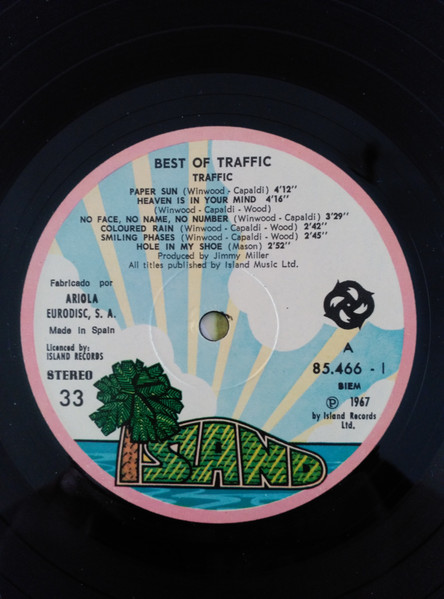 BEST OF TRAFFIC
TRAFFIC
PAPER SUN (Winwood - Capaldi) 4'12"
HEAVEN IS IN YOUR MIND 4'16"
(Winwood - Capaldi - Wood)
NO FACE, NO NAME, NO NUMBER (Winwood - Capaldi) 3'29"
COLOURED RAIN (Winwood - Capaldi - Wood) 2'42"
SMILING PHASES (Winwood - Capaldi - Wood) 2'45"
HOLE IN MY SHOE (Mason) 2'52"
Produced by Jimmy Miller
All titles published by Island Music Ltd.
Fabricado por
ARIOLA
EURODISC, S. A.
Made in Spain
Licenced by:
ISLAND RECORDS
STEREO
33
A
85.466 - I
BIEM
Ⓟ 1967
by Island Records
Ltd.
ISLAND